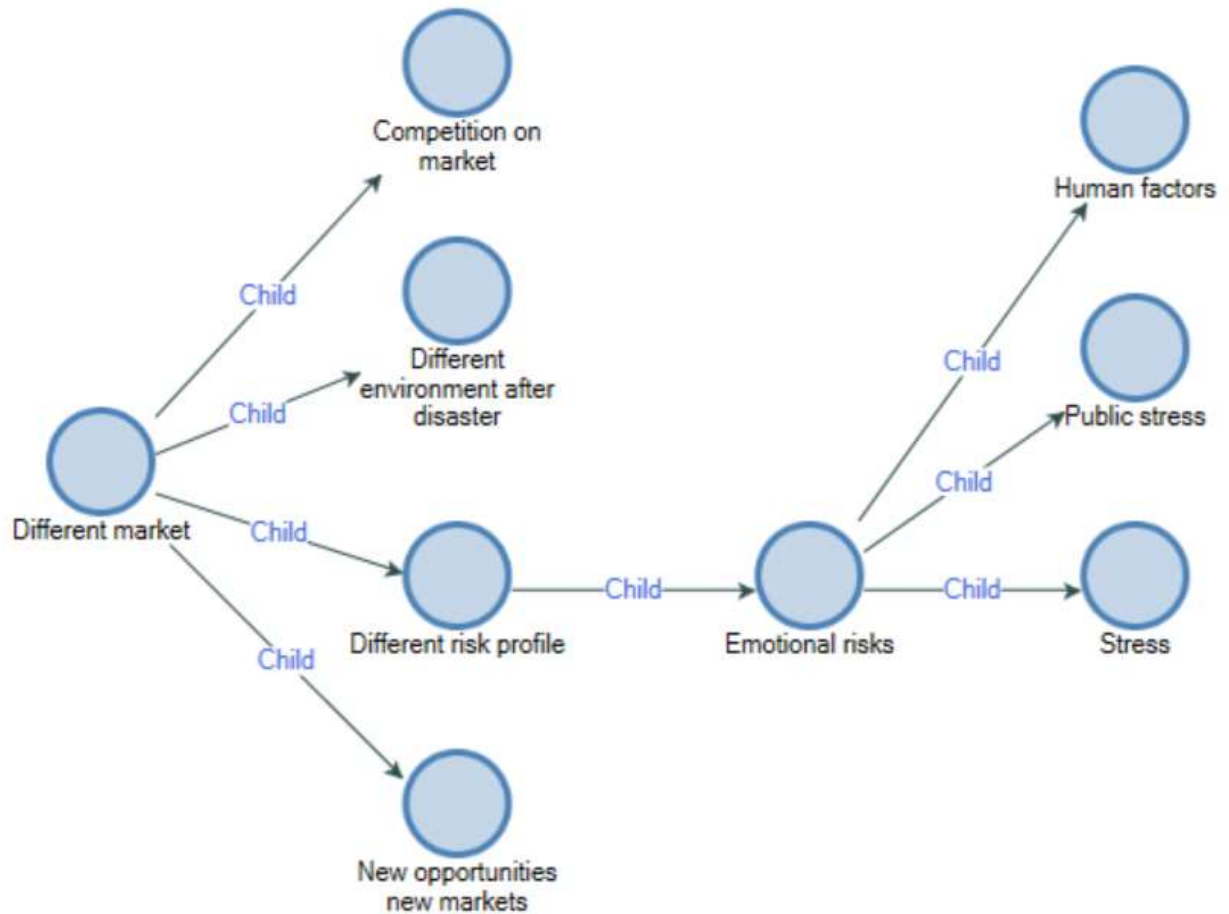 Competition on
market
Human factors
Child
Different
environment after
disaster
Child
Public stress
Child
Child
Different market
Child
Different risk profile
Child
Emotional risks
Child
Stress
Child
New opportunities
new markets